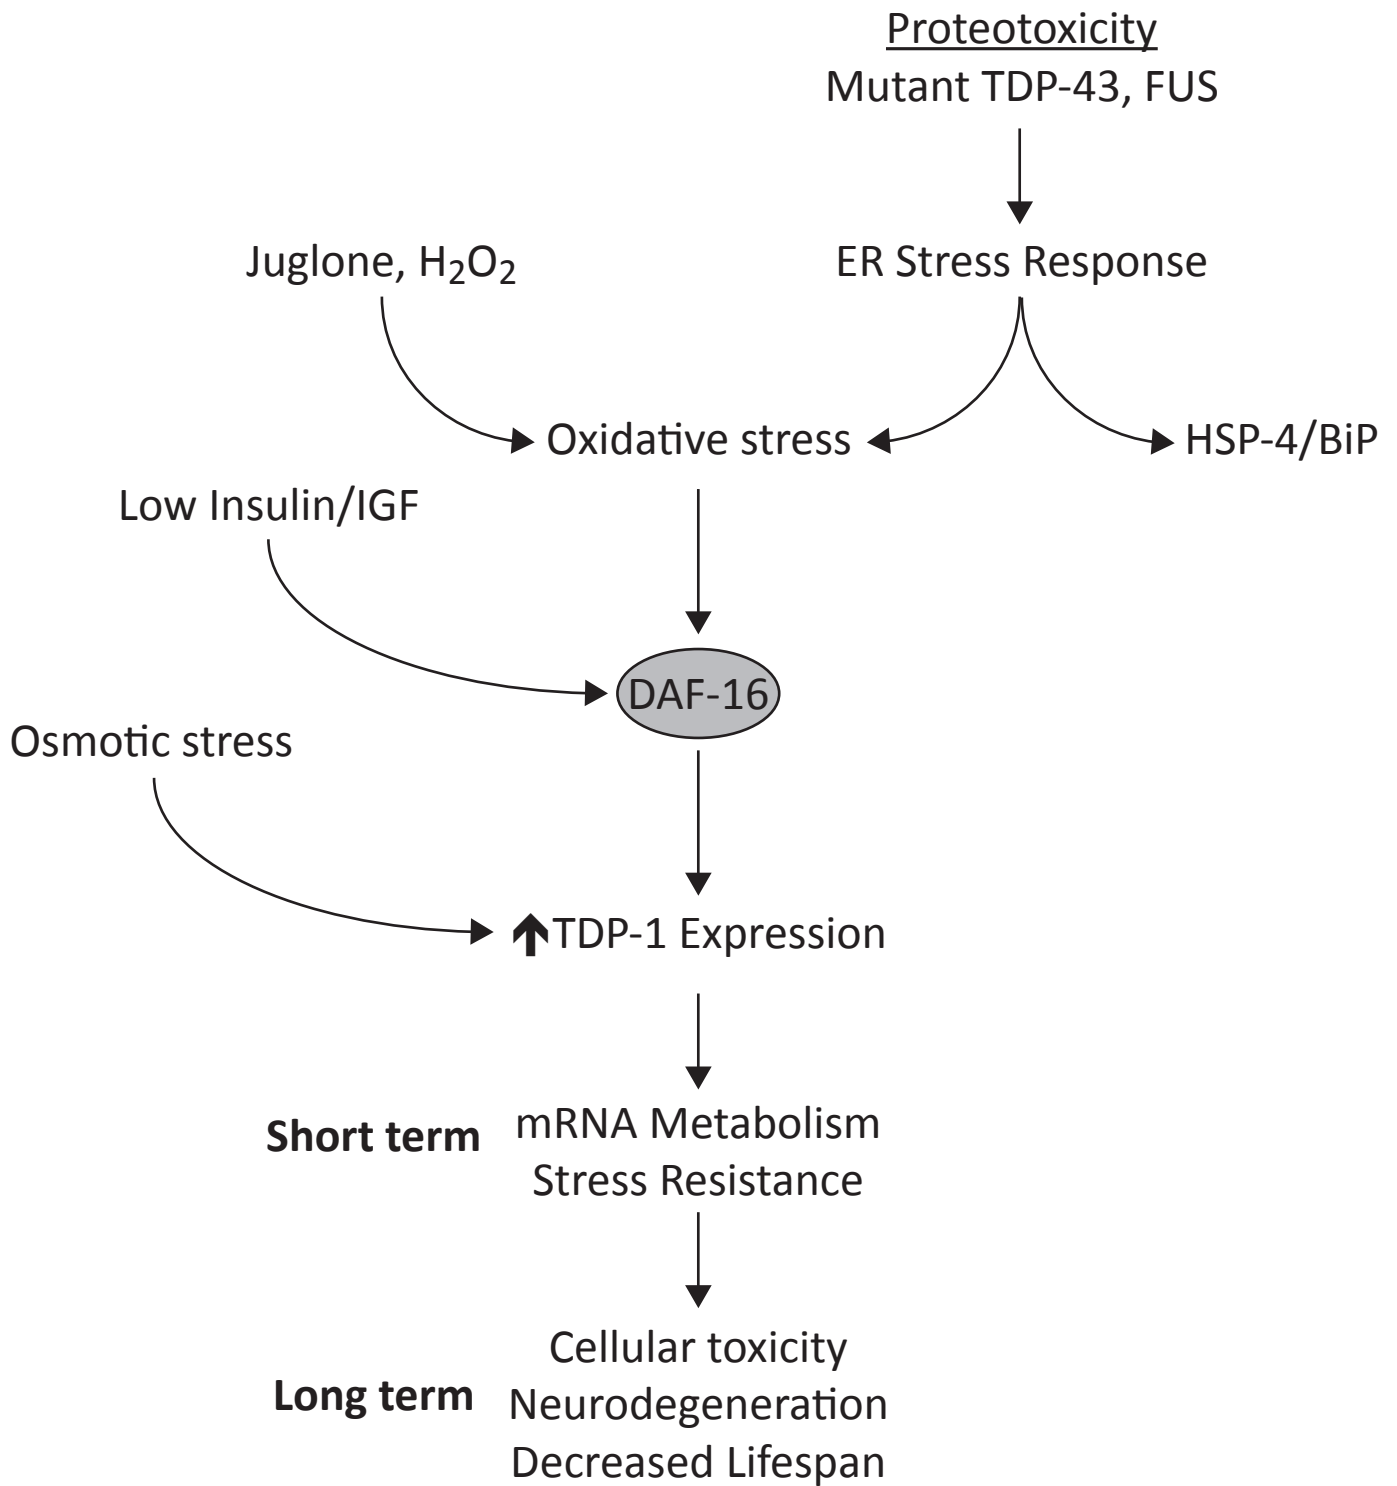 Proteotoxicity
Mutant TDP-43, FUS
Juglone, H₂O₂
ER Stress Response
Oxidative stress
HSP-4/BiP
Low Insulin/IGF
DAF-16
Osmotic stress
TDP-1 Expression
Short term
mRNA Metabolism
Stress Resistance
Long term
Cellular toxicity
Neurodegeneration
Decreased Lifespan